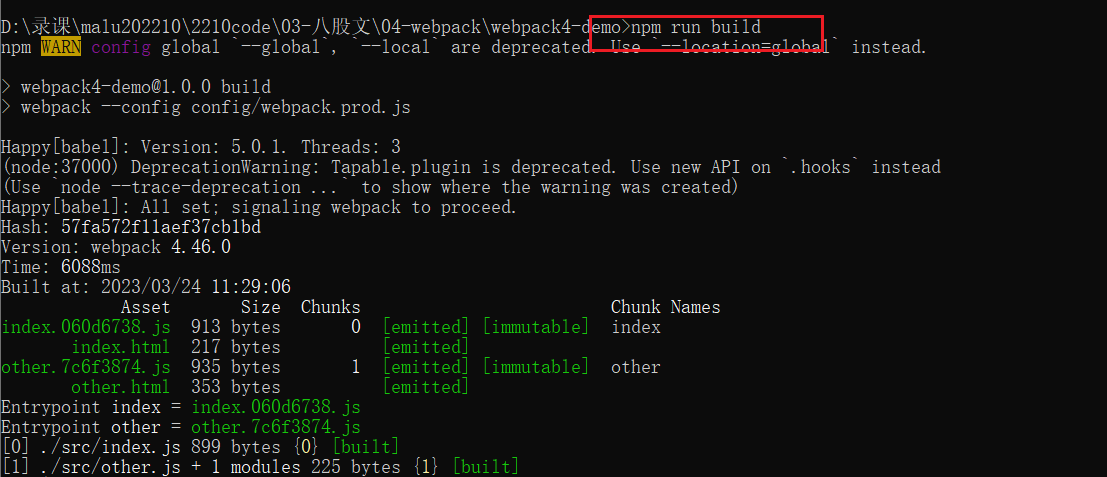 D:\录课\malu202210\2210code\03-八股文\04-webpack\webpack4-demo>npm run build
npm WARN config global `--global`, `--local` are deprecated. Use `--location=global` instead.
> webpack4-demo@1.0.0 build
> webpack --config config/webpack.prod.js
Happy[babel]: Version: 5.0.1. Threads: 3
(node:37000) DeprecationWarning: Tapable.plugin is deprecated. Use new API on `.hooks` instead
(Use `node --trace-deprecation ...` to show where the warning was created)
Happy[babel]: All set; signaling webpack to proceed.
Hash: 57fa572f11aef37cb1bd
Version: webpack 4.46.0
Time: 6088ms
Built at: 2023/03/24 11:29:06
Asset Size Chunks Chunk Names
index.060d6738.js 913 bytes 0 [emitted] [immutable] index
index.html 217 bytes [emitted]
other.7c6f3874.js 935 bytes 1 [emitted] [immutable] other
other.html 353 bytes [emitted]
Entrypoint index = index.060d6738.js
Entrypoint other = other.7c6f3874.js
[0] ./src/index.js 899 bytes {0} [built]
[1] ./src/other.js + 1 modules 225 bytes {1} [built]